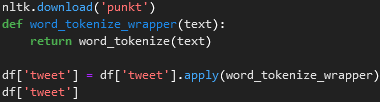 nltk.download('punkt')
def word_tokenize_wrapper(text):
    return word_tokenize(text)

df['tweet'] = df['tweet'].apply(word_tokenize_wrapper)
df['tweet']